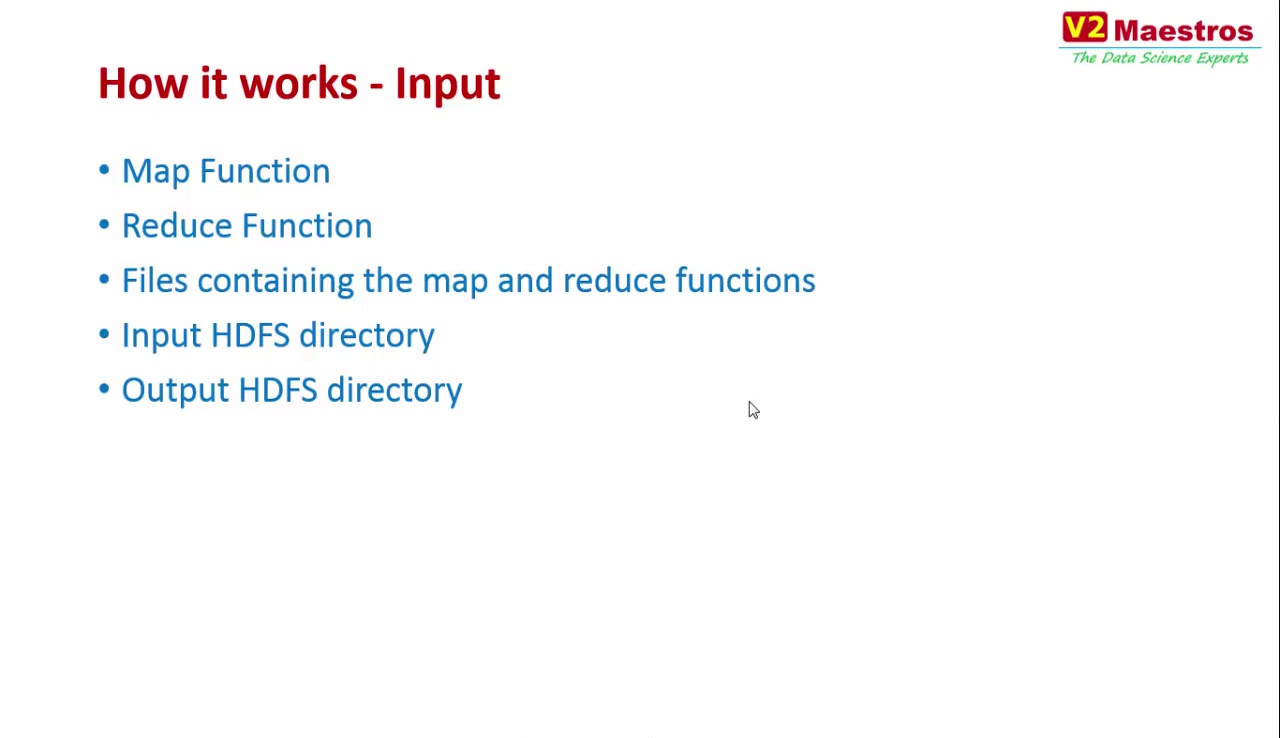 V2 Maestros
The Data Science Experts
How it works - Input
• Map Function
• Reduce Function
• Files containing the map and reduce functions
• Input HDFS directory
• Output HDFS directory